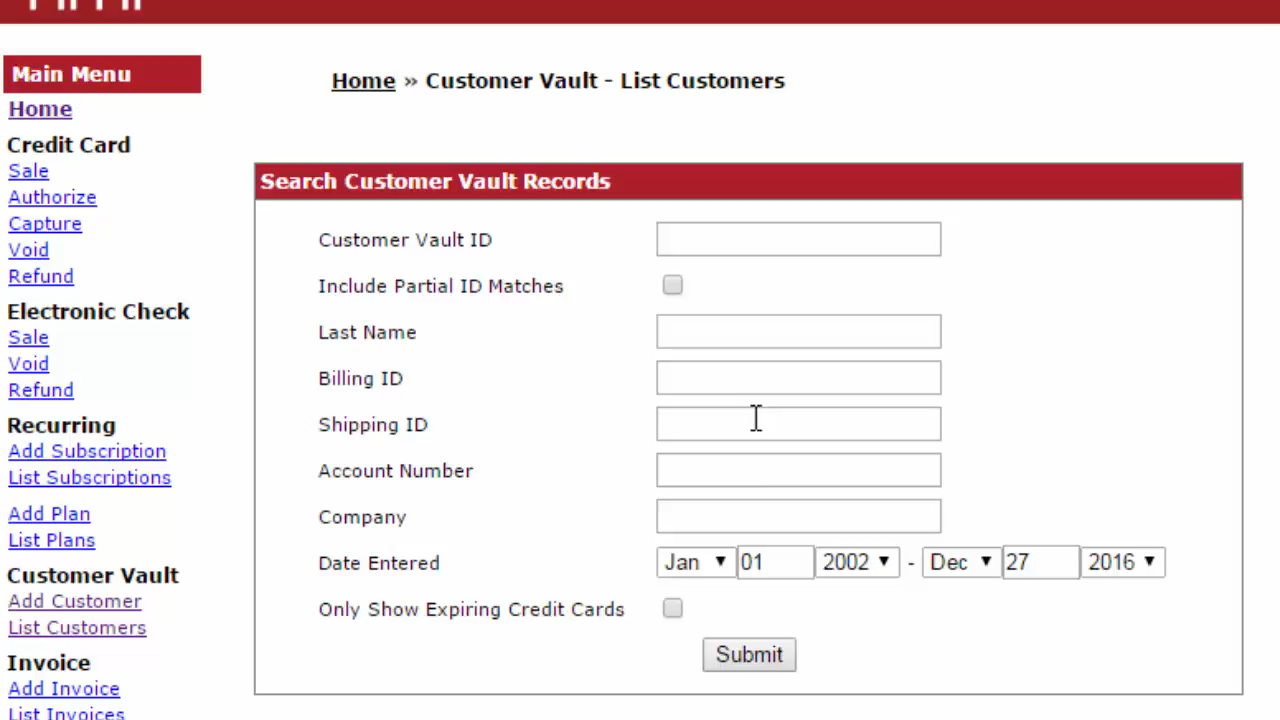 Main Menu
Home
Credit Card
Sale
Authorize
Capture
Void
Refund
Electronic Check
Sale
Void
Refund
Recurring
Add Subscription
List Subscriptions
Add Plan
List Plans
Customer Vault
Add Customer
List Customers
Invoice
Add Invoice
List Invoices
Home » Customer Vault - List Customers
Search Customer Vault Records
Customer Vault ID
Include Partial ID Matches
Last Name
Billing ID
Shipping ID
Account Number
Company
Date Entered Jan 01 2002 - Dec 27 2016
Only Show Expiring Credit Cards
Submit